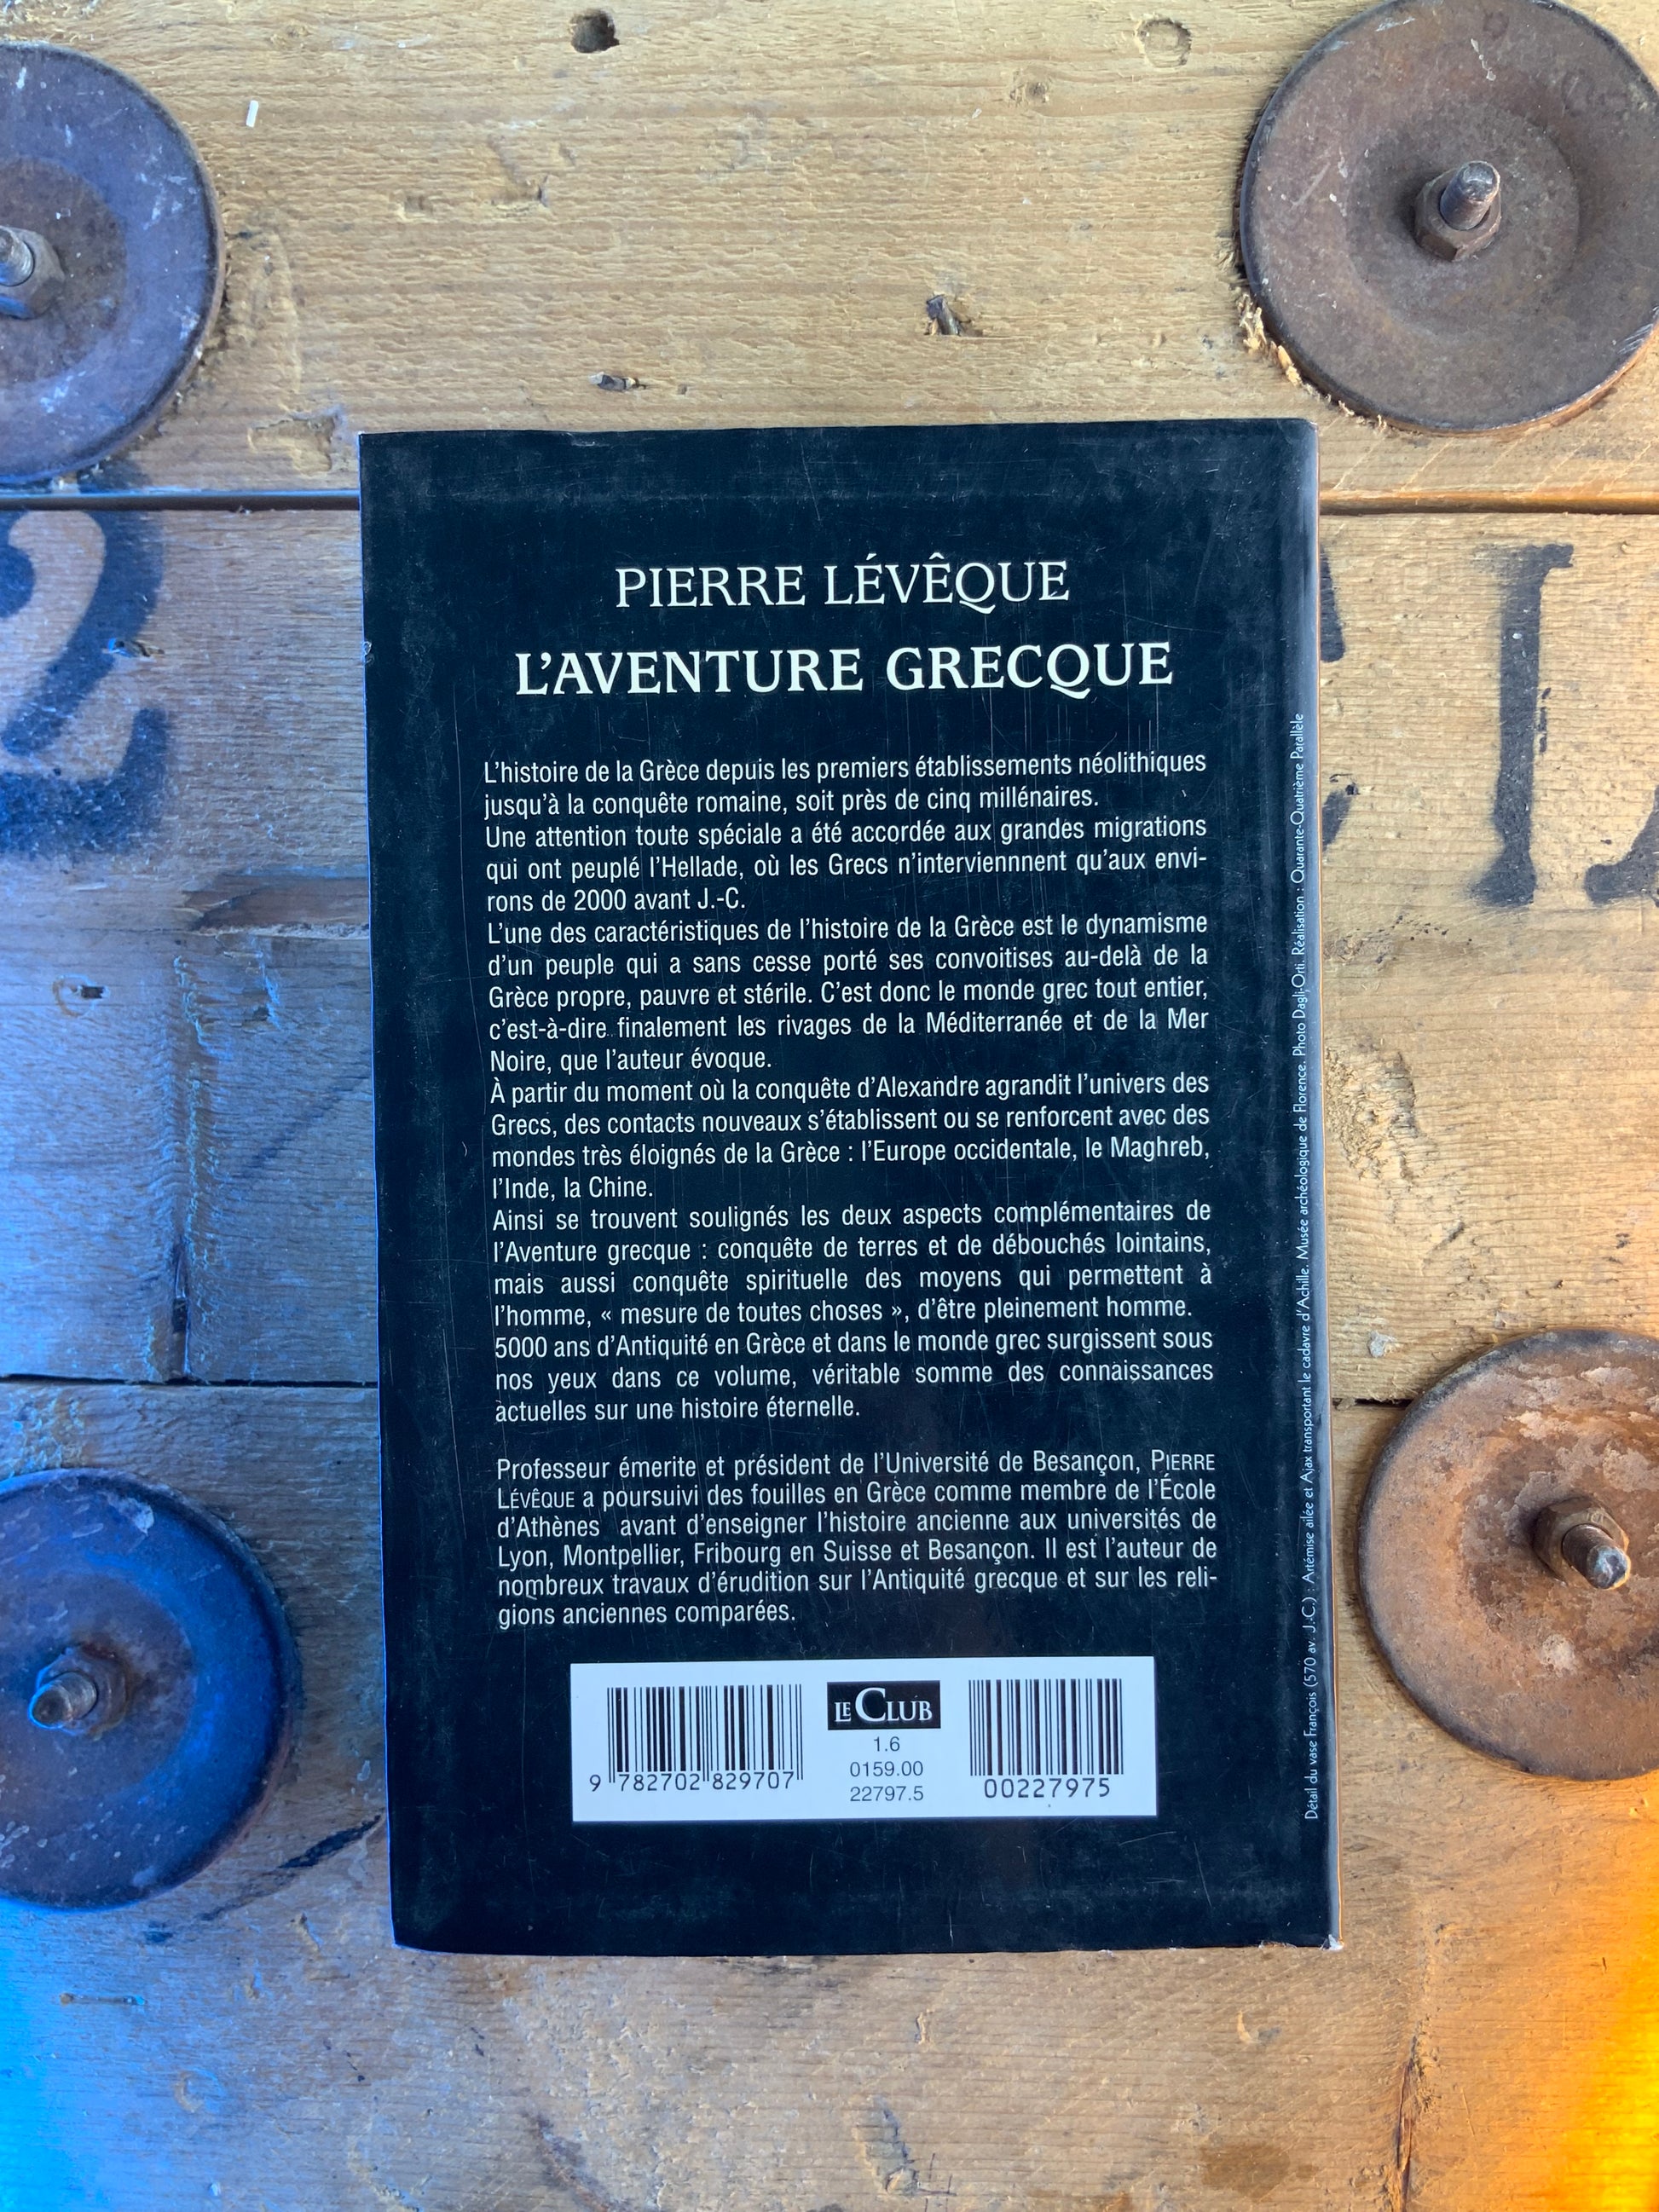 PIERRE LÉVÊQUE
L'AVENTURE GRECQUE
L'histoire de la Grèce depuis les premiers établissements néolithiques
jusqu'à la conquête romaine, soit près de cinq millénaires.
Une attention toute spéciale a été accordée aux grandes migrations
qui ont peuplé l'Hellade, où les Grecs n'interviennnent qu'aux envi-
rons de 2000 avant J.-C.
L'une des caractéristiques de l'histoire de la Grèce est le dynamisme
d'un peuple qui a sans cesse porté ses convoitises au-delà de la
Grèce propre, pauvre et stérile. C'est donc le monde grec tout entier,
c'est-à-dire finalement les rivages de la Méditerranée et de la Mer
Noire, que l'auteur évoque.
À partir du moment où la conquête d'Alexandre agrandit l'univers des
Grecs, des contacts nouveaux s'établissent ou se renforcent avec des
mondes très éloignés de la Grèce : l'Europe occidentale, le Maghreb,
l'Inde, la Chine.
Ainsi se trouvent soulignés les deux aspects complémentaires de
l'Aventure grecque : conquête de terres et de débouchés lointains,
mais aussi conquête spirituelle des moyens qui permettent à
l'homme, « mesure de toutes choses », d'être pleinement homme.
5000 ans d'Antiquité en Grèce et dans le monde grec surgissent sous
nos yeux dans ce volume, véritable somme des connaissances
actuelles sur une histoire éternelle.
Professeur émerite et président de l'Université de Besançon, PIERRE
LÉVÊQUE a poursuivi des fouilles en Grèce comme membre de l'École
d'Athènes avant d'enseigner l'histoire ancienne aux universités de
Lyon, Montpellier, Fribourg en Suisse et Besançon. Il est l'auteur de
nombreux travaux d'érudition sur l'Antiquité grecque et sur les reli-
gions anciennes comparées.
9 782702 829707
LE CLUB
1.6
0159.00
22797.5
00227975
Détail du vase François (570 av. J.-C.) : Artémise ailée et Ajax transportant le cadavre d'Achille. Musée archéologique de Florence. Photo Dagli-Orti. Réalisation : Quarante-Quatrième Parallèle